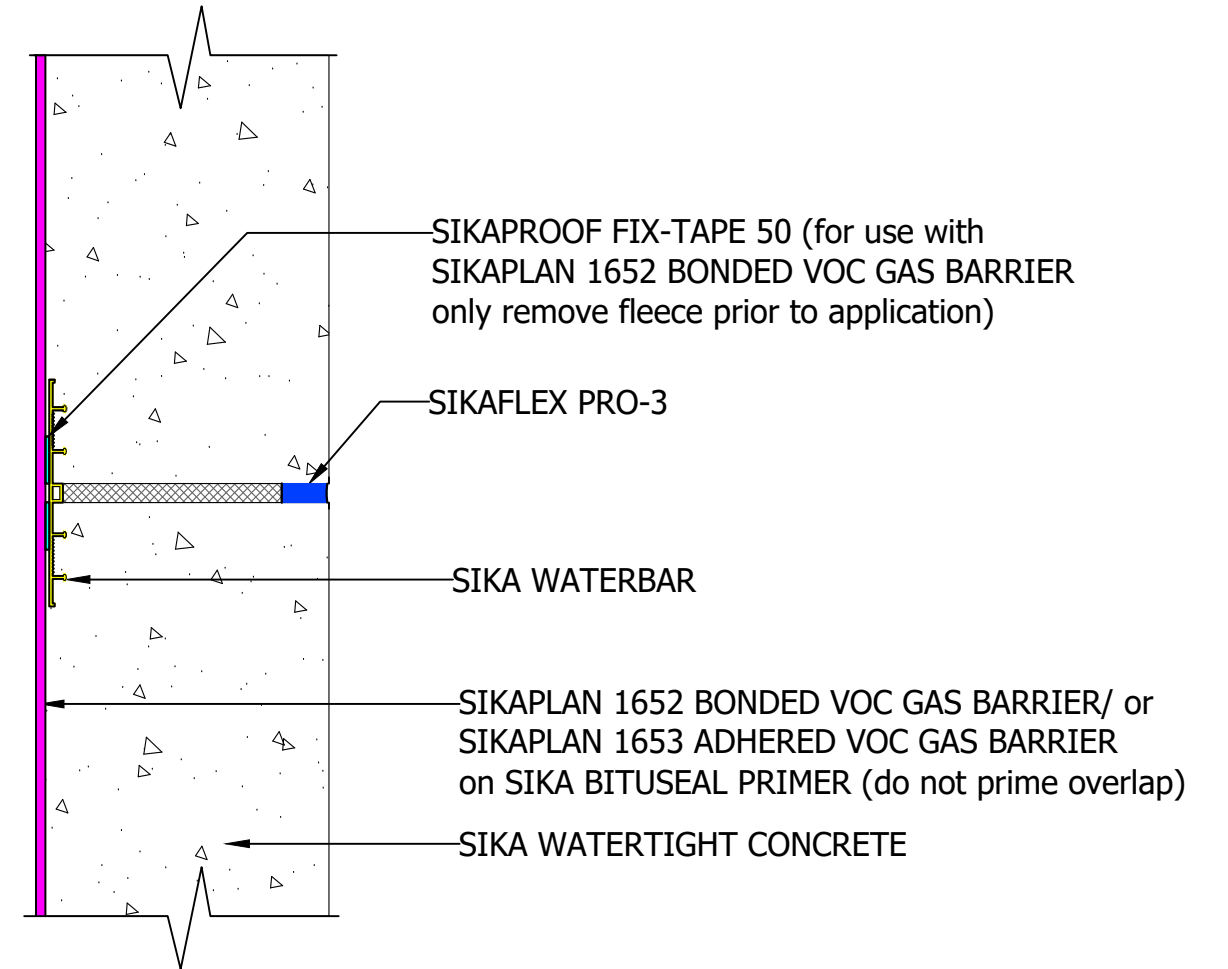 SIKAPROOF FIX-TAPE 50 (for use with
SIKAPLAN 1652 BONDED VOC GAS BARRIER
only remove fleece prior to application)
SIKAFLEX PRO-3
SIKA WATERBAR
SIKAPLAN 1652 BONDED VOC GAS BARRIER/ or
SIKAPLAN 1653 ADHERED VOC GAS BARRIER
on SIKA BITUSEAL PRIMER (do not prime overlap)
SIKA WATERTIGHT CONCRETE